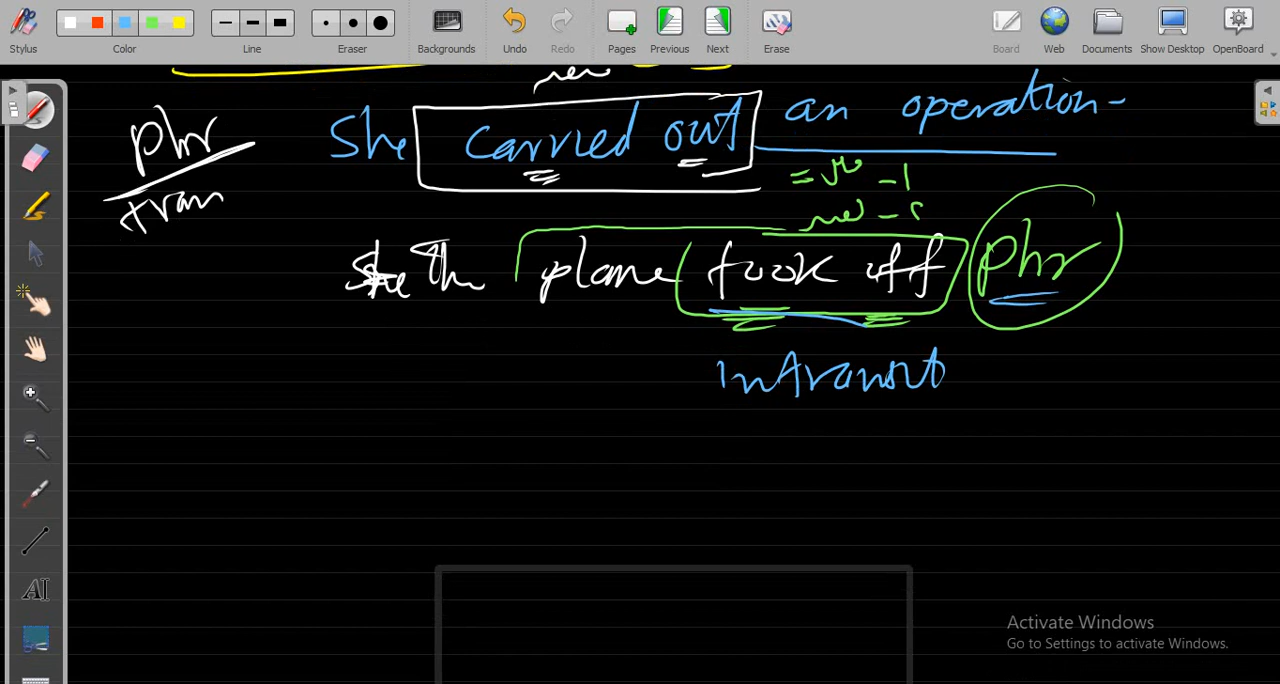 Stylus
Color
Line
Eraser
Backgrounds
Undo
Redo
Pages
Previous
Next
Erase
Board
Web
Documents
Show Desktop
OpenBoard
phr
tran
She carried out an operation-
The plane took off phr
intransit
AI
Activate Windows
Go to Settings to activate Windows.